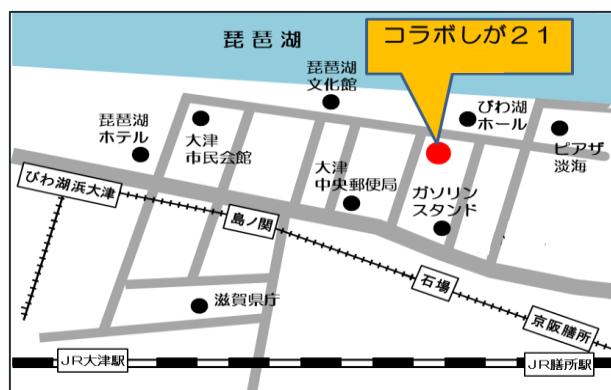 琵琶湖
コラボしが２１
琵琶湖
文化館
びわ湖
ホール
琵琶湖
ホテル
大津
市民会館
ピアザ
淡海
大津
中央郵便局
ガソリン
スタンド
びわ湖浜大津
島ノ関
石場
滋賀県庁
京阪膳所
JR大津駅
JR膳所駅